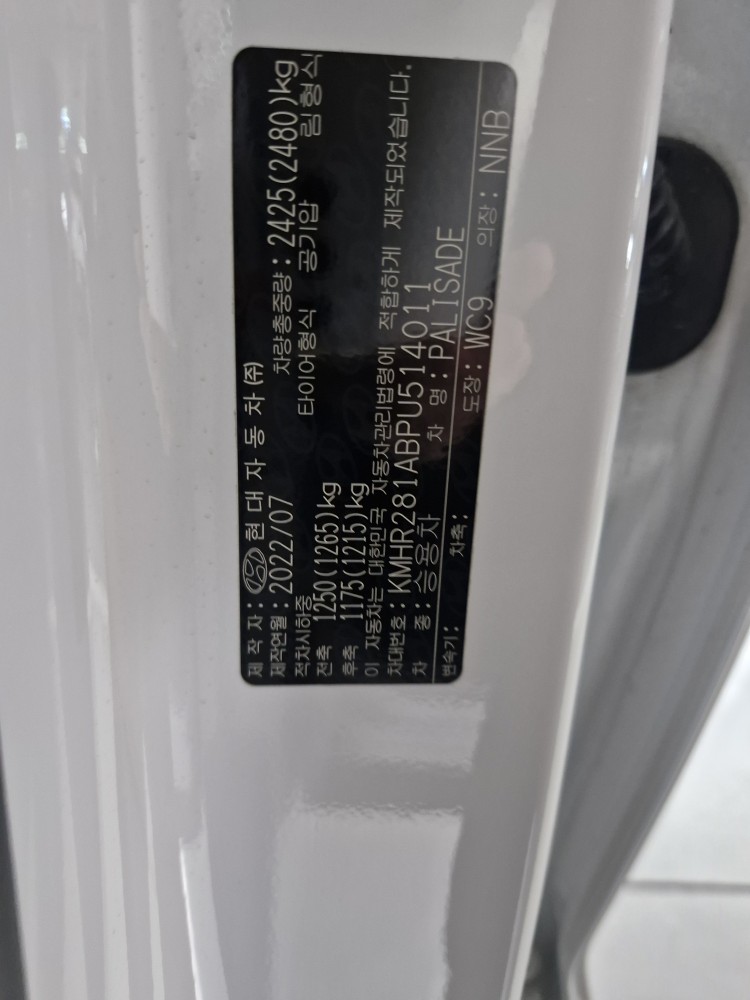 제 작 자 : 현 대 자 동 차 (주)
제작연월 : 2022/07 차량총중량 : 2425(2480)kg
적차시하중 타이어형식 공기압 림형식
전축 1250(1265)kg
후축 1175(1215)kg
이 자동차는 대한민국 자동차관리법령에 적합하게 제작되었습니다.
차대번호 : KMHR281ABPU514011
차 종 : 승용차 차 명 : PALISADE
변속기 : 차축 : 도장 : WC9 의장 : NNB